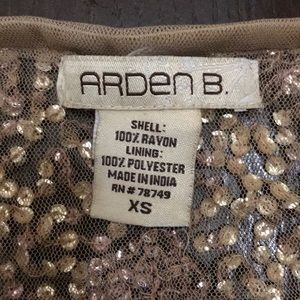 ARDEN B.
SHELL:
100% RAYON
LINING:
100% POLYESTER
MADE IN INDIA
RN # 78749
XS